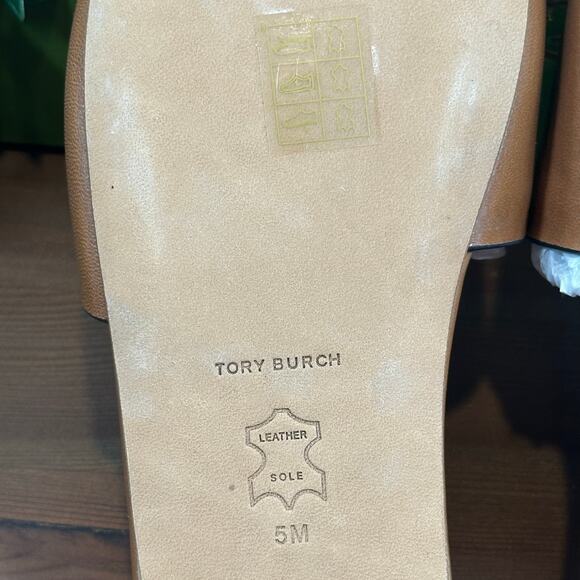 TORY BURCH
LEATHER
SOLE
5M